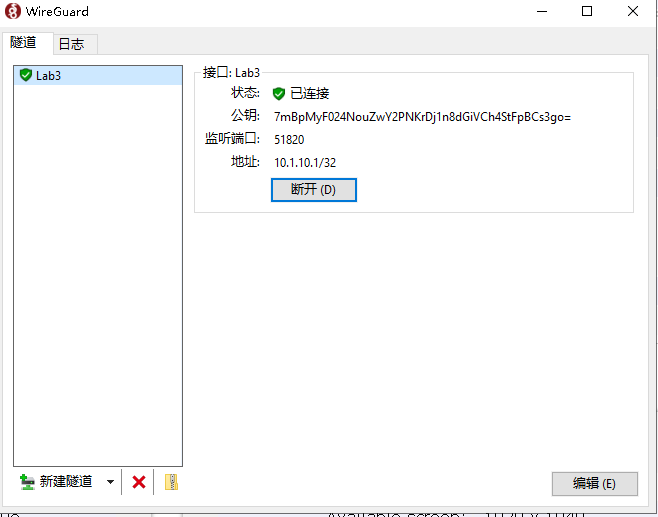 WireGuard
隧道 日志
Lab3
接口: Lab3
状态: 已连接
公钥: 7mBpMyF024NouZwY2PNKrDj1n8dGiVCh4StFpBCs3go=
监听端口: 51820
地址: 10.1.10.1/32
断开 (D)
新建隧道
编辑 (E)